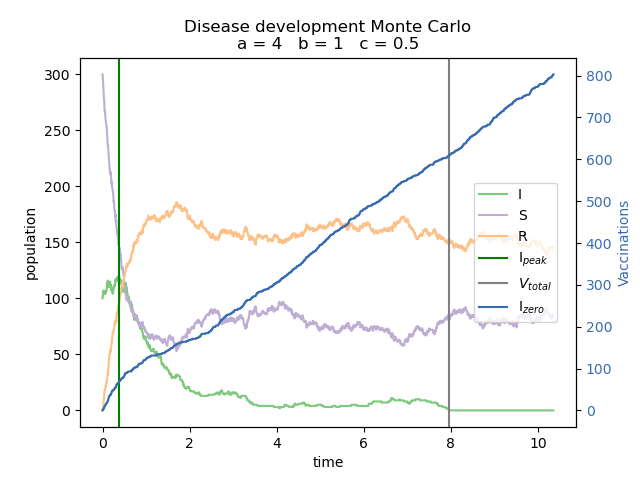 Disease development Monte Carlo
a = 4 b = 1 c = 0.5
300
250
200
150
100
50
0
population
0
2
4
6
8
10
time
800
700
600
500
400
300
200
100
0
Vaccinations
I
S
R
I_peak
V_total
I_zero